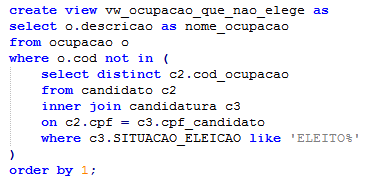 create view vw_ocupacao_que_nao_elege as
select o.descricao as nome_ocupacao
from ocupacao o
where o.cod not in (
    select distinct c2.cod_ocupacao
    from candidato c2
    inner join candidatura c3
    on c2.cpf = c3.cpf_candidato
    where c3.SITUACAO_ELEICAO like 'ELEITO%'
)
order by 1;